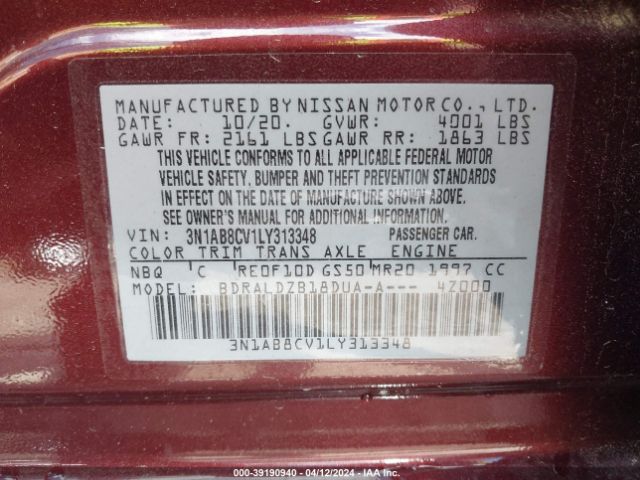 MANUFACTURED BY NISSAN MOTOR CO., LTD.
DATE: 10/20. GVWR: 4001 LBS
GAWR FR: 2161 LBS GAWR RR: 1863 LBS
THIS VEHICLE CONFORMS TO ALL APPLICABLE FEDERAL MOTOR
VEHICLE SAFETY, BUMPER AND THEFT PREVENTION STANDARDS
IN EFFECT ON THE DATE OF MANUFACTURE SHOWN ABOVE.
SEE OWNER'S MANUAL FOR ADDITIONAL INFORMATION.
VIN: 3N1AB8CV1LY313348 PASSENGER CAR.
COLOR TRIM TRANS AXLE ENGINE
NBQ C RE0F10D GS50 MR20 1997 CC
MODEL: BDRALDZB18DUA-A--- 4Z000
3N1AB8CV1LY313348
000-39190940 - 04/12/2024 - IAAI.COM